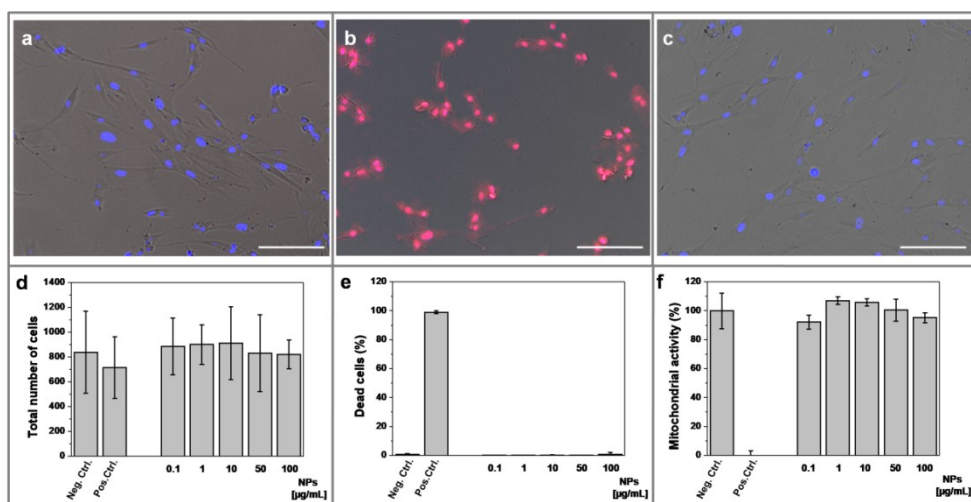 a
b
c
d
1400
1200
1000
800
600
400
200
0
Total number of cells
Neg. Ctrl.
Pos.Ctrl.
0.1 1 10 50 100
NPs
[µg/mL]
e
120
100
80
60
40
20
0
Dead cells (%)
Neg. Ctrl.
Pos.Ctrl.
0.1 1 10 50 100
NPs
[µg/mL]
f
120
100
80
60
40
20
0
Mitochondrial activity (%)
Neg. Ctrl.
Pos.Ctrl.
0.1 1 10 50 100
NPs
[µg/mL]